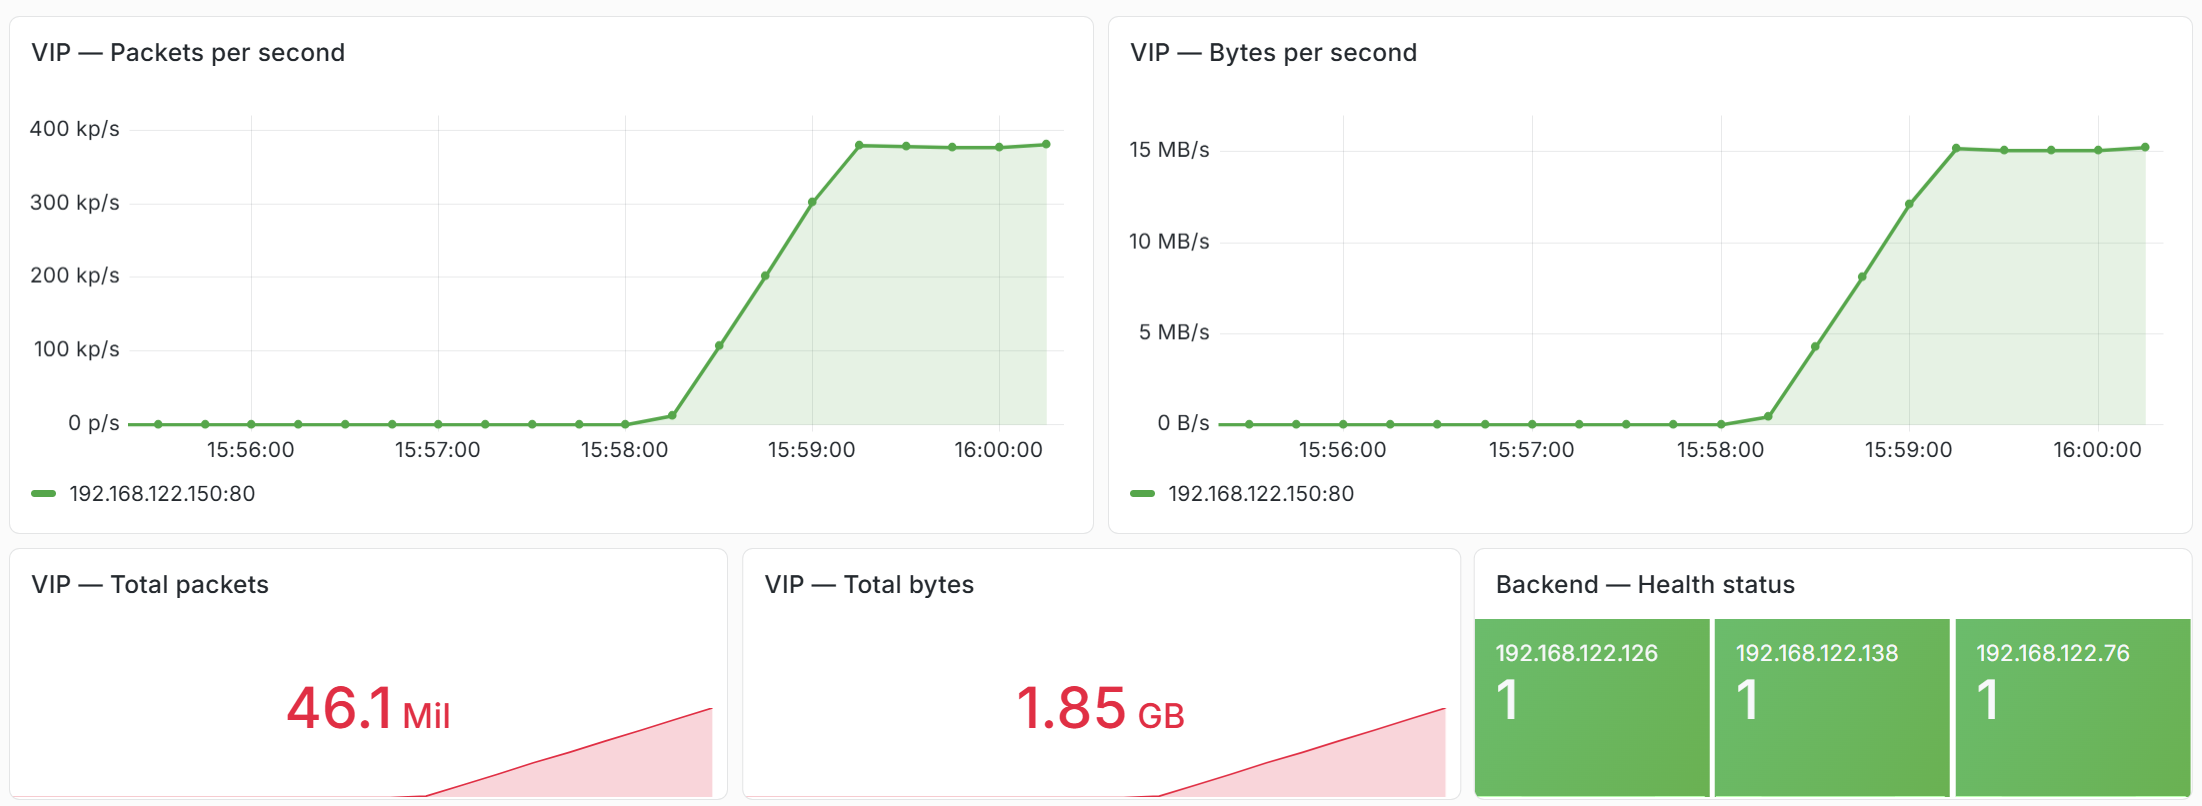 VIP — Packets per second
400 kp/s
300 kp/s
200 kp/s
100 kp/s
0 p/s
15:56:00 15:57:00 15:58:00 15:59:00 16:00:00
192.168.122.150:80
VIP — Bytes per second
15 MB/s
10 MB/s
5 MB/s
0 B/s
15:56:00 15:57:00 15:58:00 15:59:00 16:00:00
192.168.122.150:80
VIP — Total packets
46.1 Mil
VIP — Total bytes
1.85 GB
Backend — Health status
192.168.122.126
1
192.168.122.138
1
192.168.122.76
1